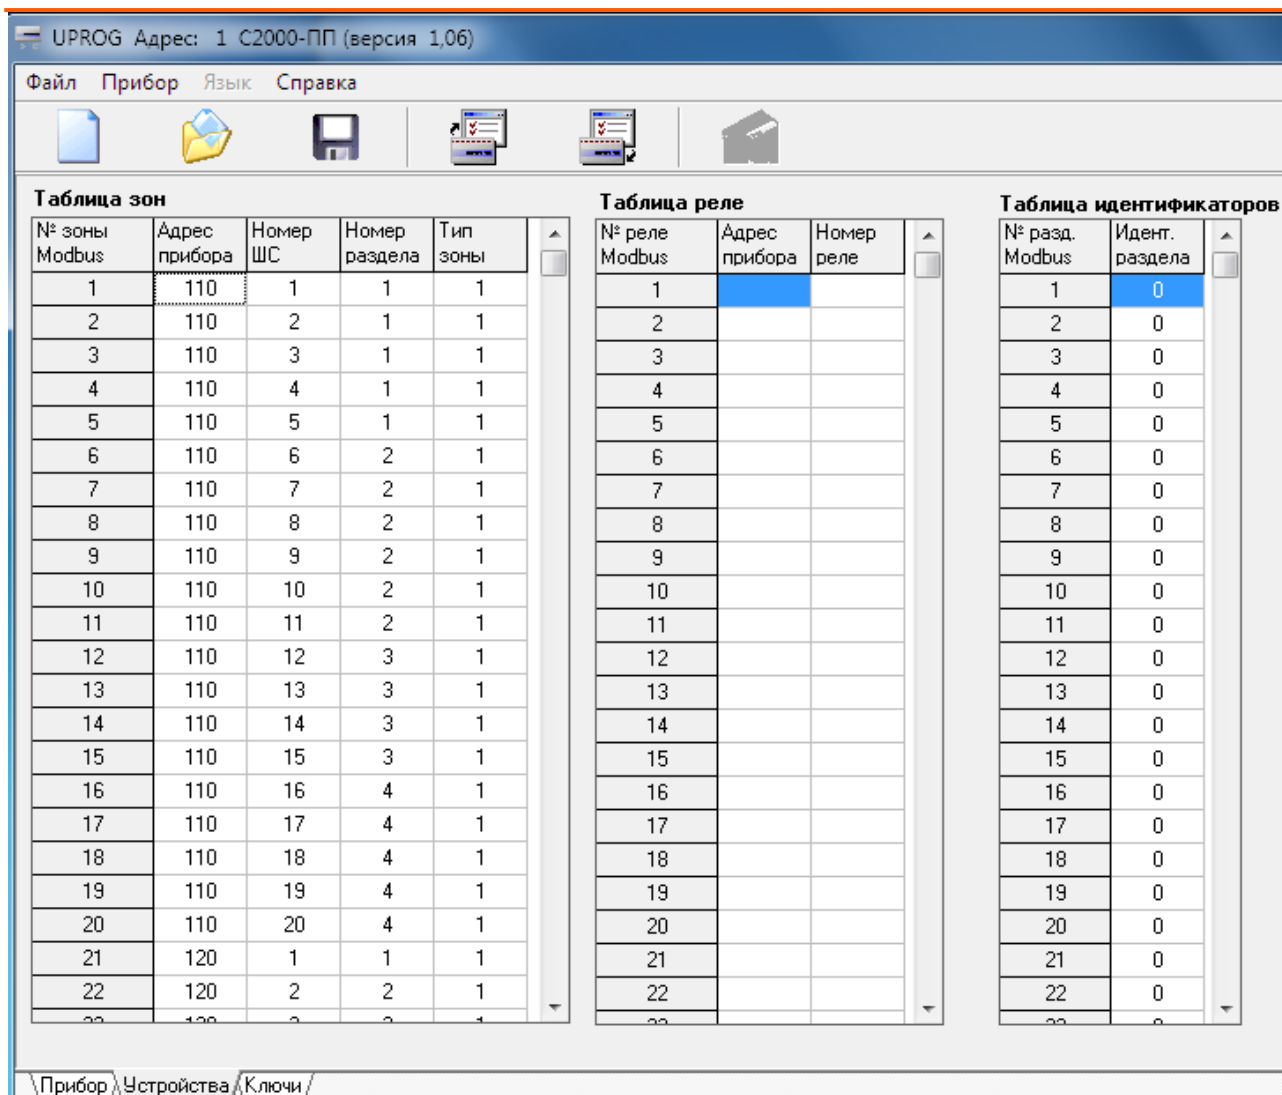 UPROG Адрес: 1 С2000-ПП (версия 1,06)
Файл Прибор Язык Справка
Таблица зон
№ зоны Modbus Адрес прибора Номер ШС Номер раздела Тип зоны
1 110 1 1 1
2 110 2 1 1
3 110 3 1 1
4 110 4 1 1
5 110 5 1 1
6 110 6 2 1
7 110 7 2 1
8 110 8 2 1
9 110 9 2 1
10 110 10 2 1
11 110 11 2 1
12 110 12 3 1
13 110 13 3 1
14 110 14 3 1
15 110 15 3 1
16 110 16 4 1
17 110 17 4 1
18 110 18 4 1
19 110 19 4 1
20 110 20 4 1
21 120 1 1 1
22 120 2 2 1
Таблица реле
№ реле Modbus Адрес прибора Номер реле
1
2
3
4
5
6
7
8
9
10
11
12
13
14
15
16
17
18
19
20
21
22
Таблица идентификаторов
№ разд. Modbus Идент. раздела
1 0
2 0
3 0
4 0
5 0
6 0
7 0
8 0
9 0
10 0
11 0
12 0
13 0
14 0
15 0
16 0
17 0
18 0
19 0
20 0
21 0
22 0
Прибор Устройства Ключи